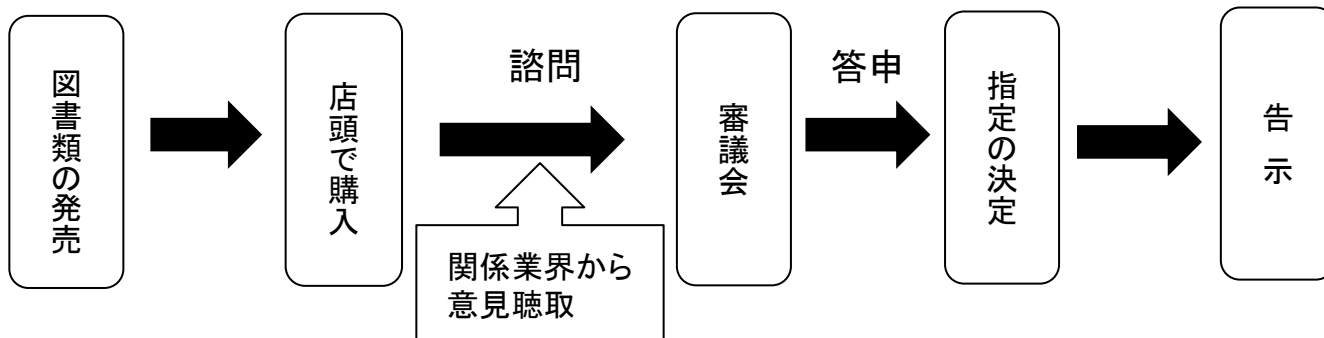 図書類の発売
店頭で購入
諮問
関係業界から
意見聴取
審議会
答申
指定の決定
告示